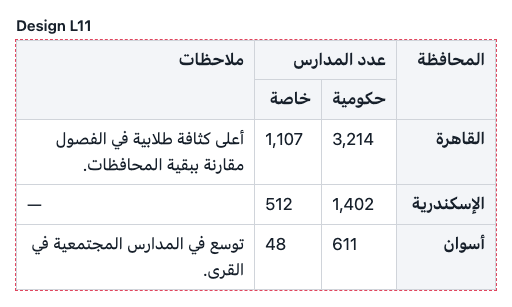 Design L11
المحافظة عدد المدارس ملاحظات
حكومية خاصة
القاهرة 3,214 1,107 أعلى كثافة طلابية في الفصول
مقارنة ببقية المحافظات.
الإسكندرية 1,402 512 —
أسوان 611 48 توسع في المدارس المجتمعية في
القرى.